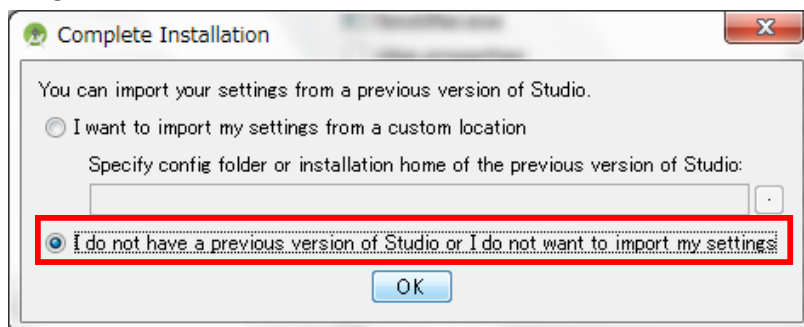 Complete Installation
You can import your settings from a previous version of Studio.
I want to import my settings from a custom location
Specify config folder or installation home of the previous version of Studio:
I do not have a previous version of Studio or I do not want to import my settings
OK